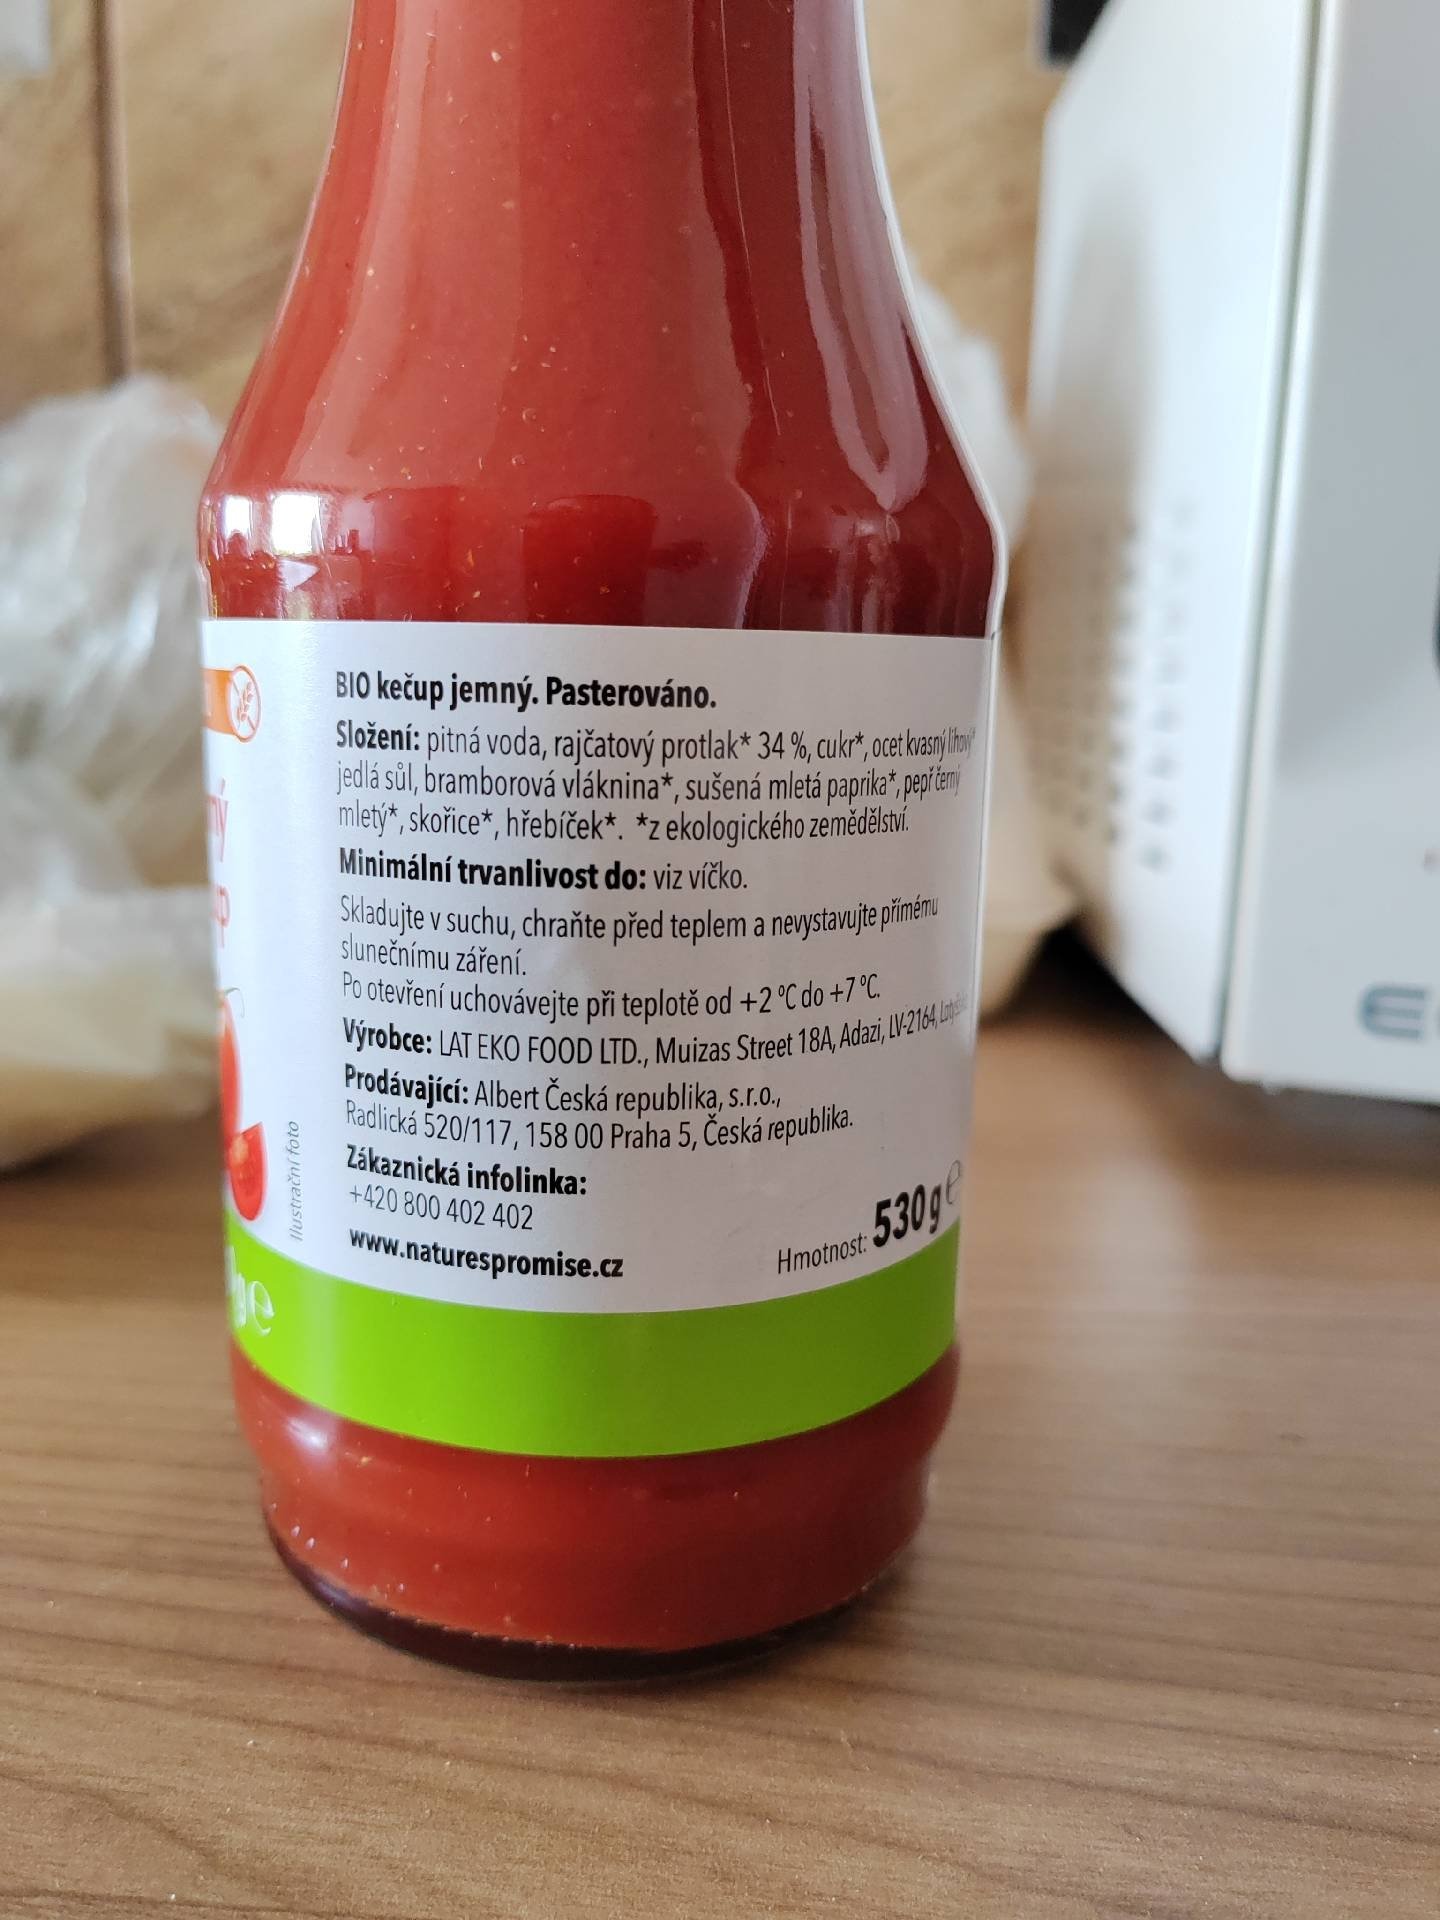 BIO kečup jemný. Pasterováno.
Složení: pitná voda, rajčatový protlak* 34 %, cukr*, ocet kvasný lihový*
jedlá sůl, bramborová vláknina*, sušená mletá paprika*, pepř černý
mletý*, skořice*, hřebíček*. *z ekologického zemědělství.
Minimální trvanlivost do: viz víčko.
Skladujte v suchu, chraňte před teplem a nevystavujte přímému
slunečnímu záření.
Po otevření uchovávejte při teplotě od +2 °C do +7 °C.
Výrobce: LAT EKO FOOD LTD., Muizas Street 18A, Adazi, LV-2164,
Prodávající: Albert Česká republika, s.r.o.,
Radlická 520/117, 158 00 Praha 5, Česká republika.
Zákaznická infolinka:
+420 800 402 402
www.naturespromise.cz
Hmotnost: 530 g e
Ilustrační foto